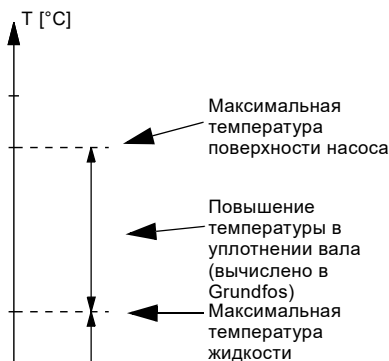 T [°C]
Максимальная
температура
поверхности насоса
Повышение
температуры в
уплотнении вала
(вычислено в
Grundfos)
Максимальная
температура
жидкости